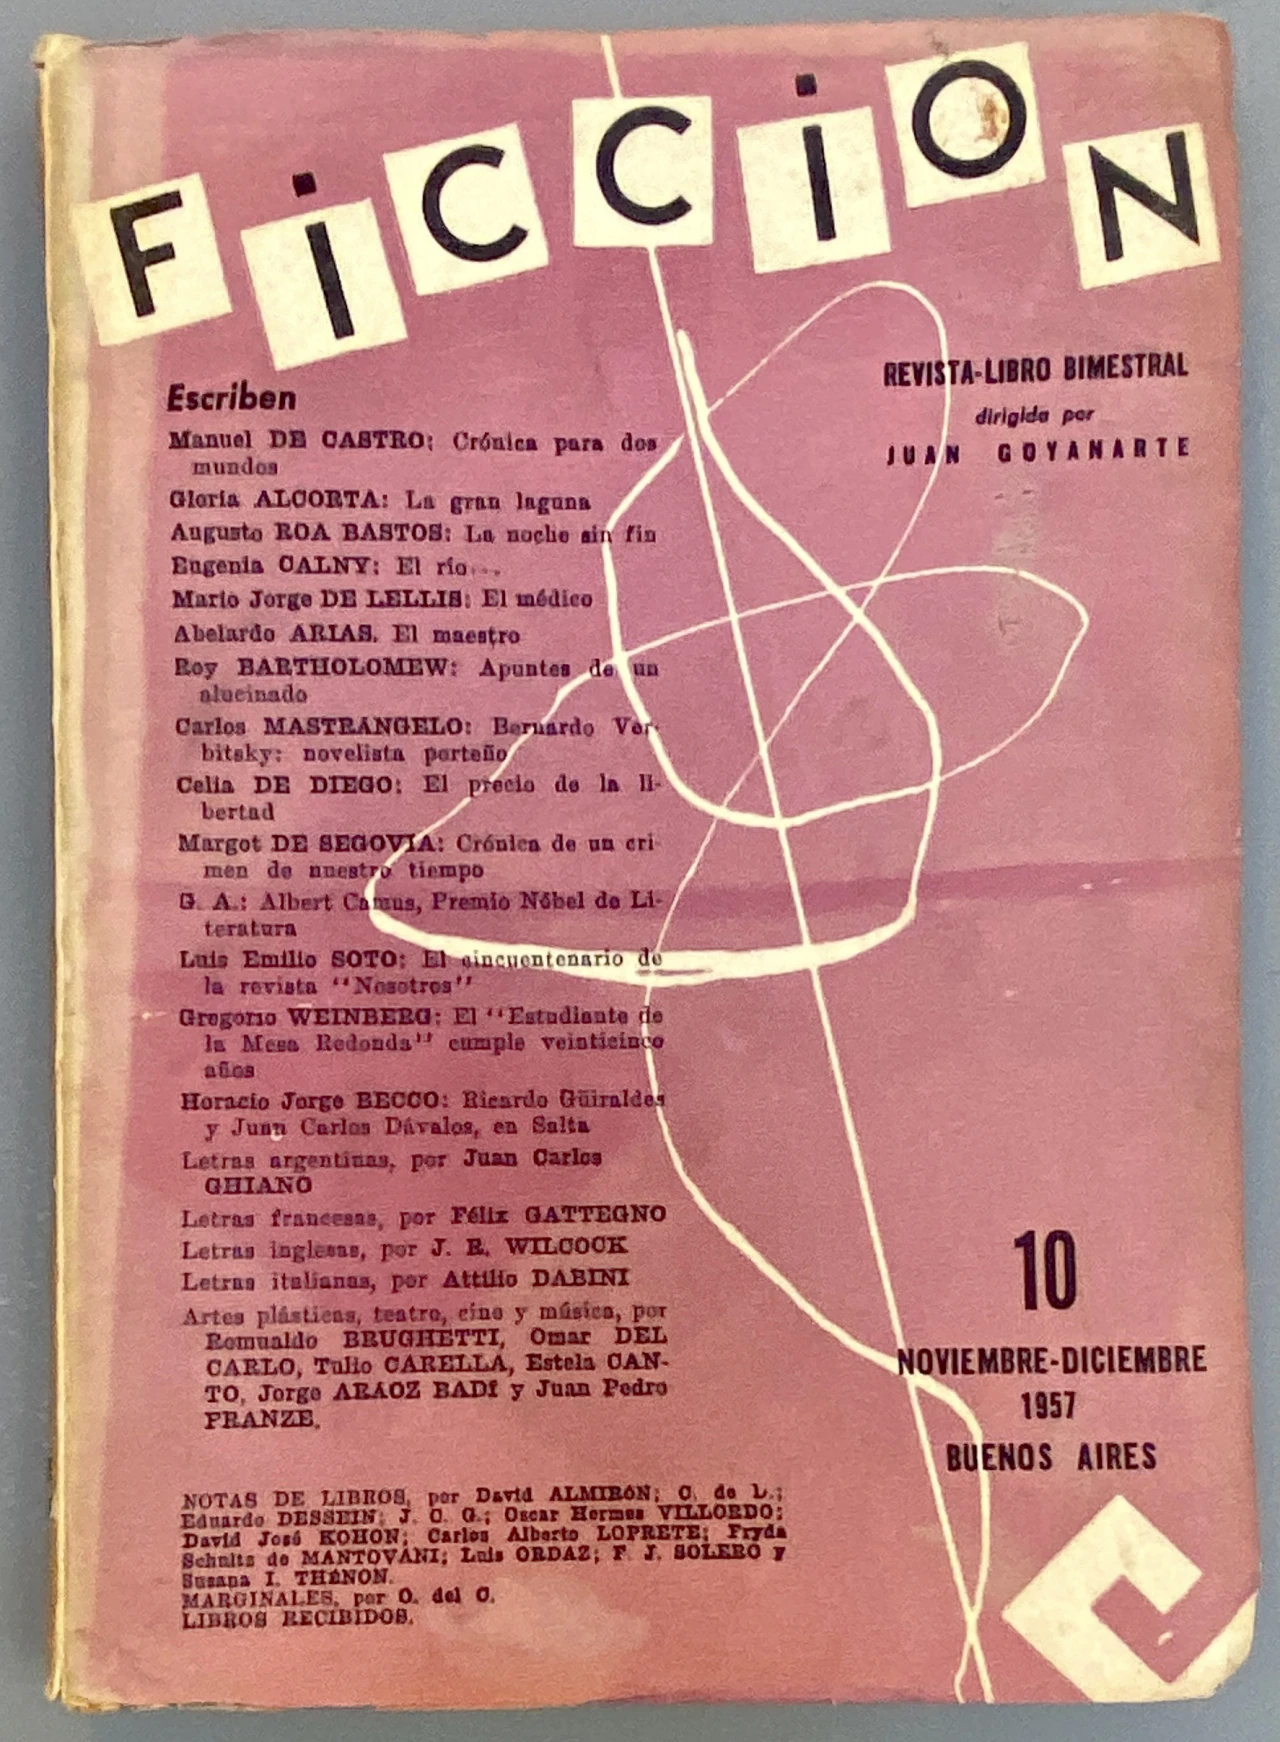 FiCCiON
REVISTA-LIBRO BIMESTRAL
dirigida por
JUAN GOYANARTE
Escriben
Manuel DE CASTRO: Crónica para dos
mundos
Gloria ALCORTA: La gran laguna
Augusto ROA BASTOS: La noche sin fin
Eugenia CALNY: El río...
Mario Jorge DE LELLIS: El médico
Abelardo ARIAS. El maestro
Roy BARTHOLOMEW: Apuntes de un
alucinado
Carlos MASTRANGELO: Bernardo Ver-
bitsky: novelista porteño
Celia DE DIEGO: El precio de la li-
bertad
Margot DE SEGOVIA: Crónica de un cri-
men de nuestro tiempo
G. A.: Albert Camus, Premio Nóbel de Li-
teratura
Luis Emilio SOTO: El cincuentenario de
la revista "Nosotros"
Gregorio WEINBERG: El "Estudiante de
la Mesa Redonda" cumple veinticinco
años
Horacio Jorge BECCO: Ricardo Güiraldes
y Juan Carlos Dávalos, en Salta
Letras argentinas, por Juan Carlos
GHIANO
Letras francesas, por Félix GATTEGNO
Letras inglesas, por J. R. WILCOCK
Letras italianas, por Attilio DABINI
Artes plásticas, teatro, cine y música, por
Romualdo BRUGHETTI, Omar DEL
CARLO, Tulio CARELLA, Estela CAN-
TO, Jorge ARAOZ BADÍ y Juan Pedro
FRANZE.
10
NOVIEMBRE-DICIEMBRE
1957
BUENOS AIRES
NOTAS DE LIBROS, por David ALMIRÓN; C. de L.;
Eduardo DESSEIN; J. C. G.; Oscar Hermes VILLORDO;
David José KOHON; Carlos Alberto LOPRETE; Fryda
Schultz de MANTOVANI; Luis ORDAZ; F. J. SOLERO y
Susana I. THÉNON.
MARGINALES, por O. del C.
LIBROS RECIBIDOS.